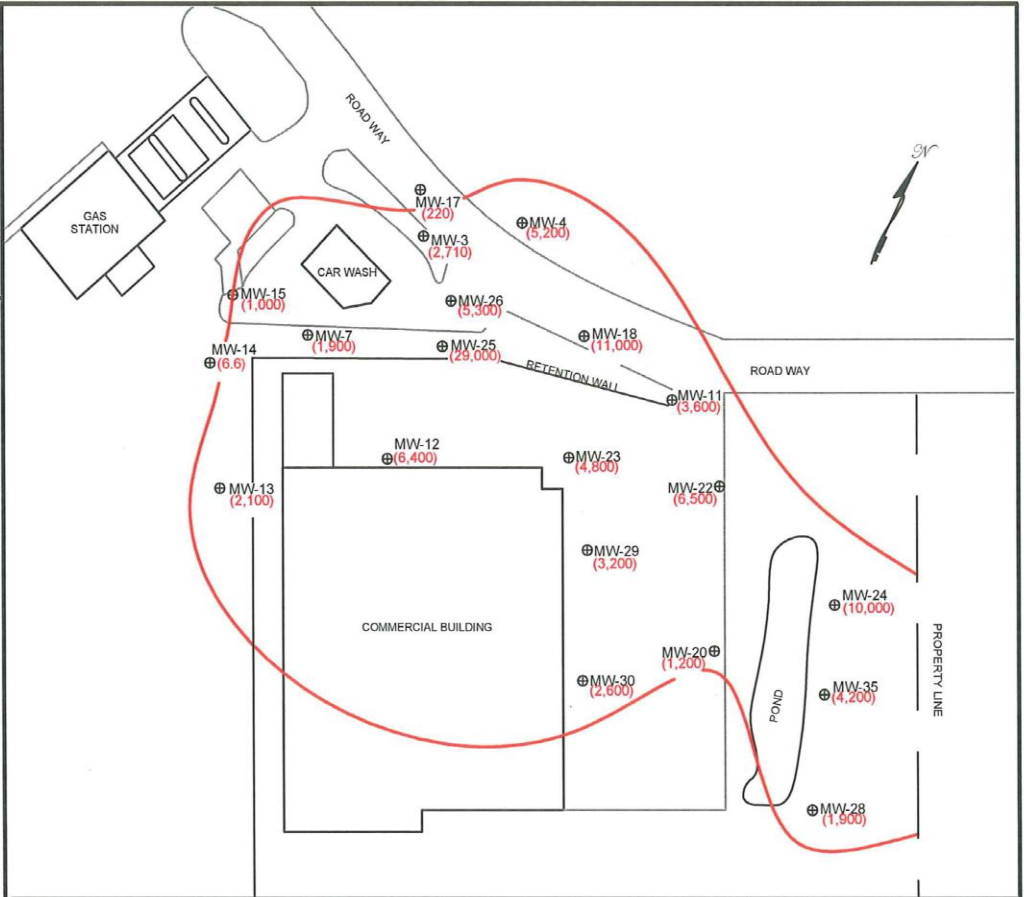 N
ROAD WAY
GAS
STATION
MW-17
(220)
MW-4
(5,200)
MW-3
(2,710)
CAR WASH
MW-15
(1,000)
MW-26
(5,300)
MW-7
(1,900)
MW-25
(29,000)
MW-18
(11,000)
MW-14
(6.6)
RETENTION WALL
ROAD WAY
MW-11
(3,600)
MW-12
(6,400)
MW-23
(4,800)
MW-13
(2,100)
MW-22
(6,500)
MW-29
(3,200)
MW-24
(10,000)
COMMERCIAL BUILDING
MW-20
(1,200)
PROPERTY LINE
MW-30
(2,600)
POND
MW-35
(4,200)
MW-28
(1,900)